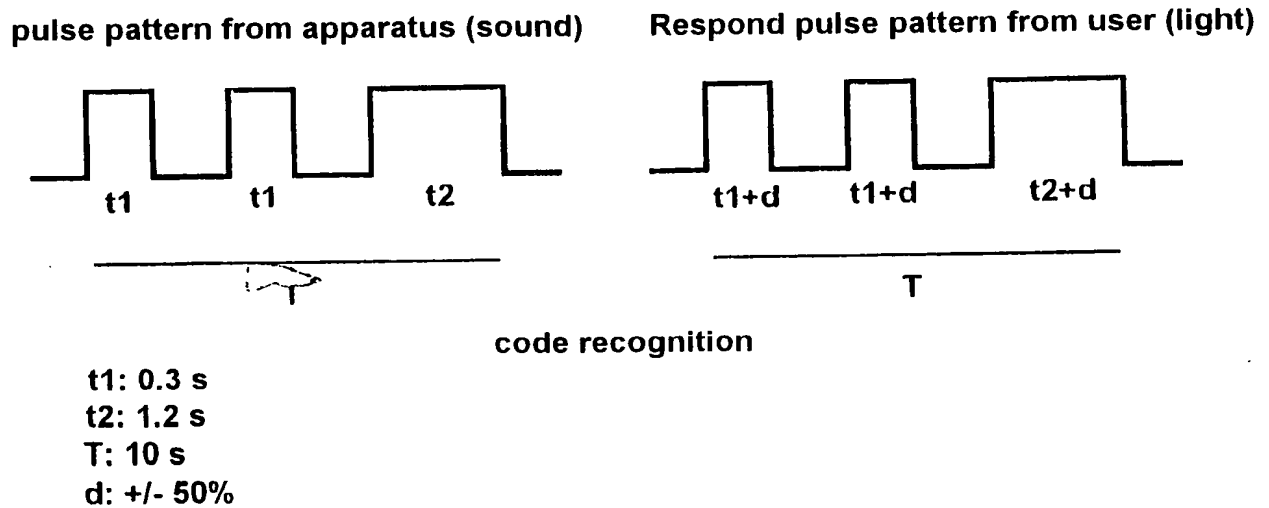 pulse pattern from apparatus (sound)
Respond pulse pattern from user (light)
t1 t1 t2
t1+d t1+d t2+d
T
T
code recognition
t1: 0.3 s
t2: 1.2 s
T: 10 s
d: +/- 50%